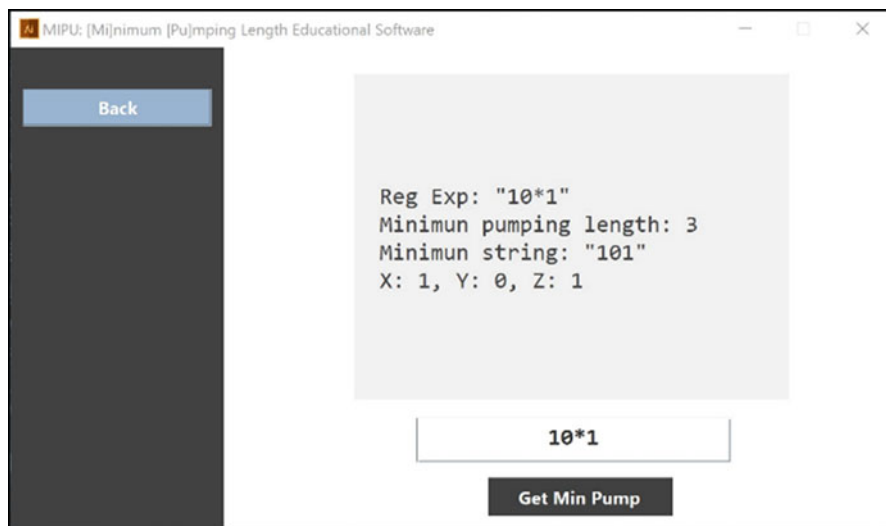 Ai MIPU: [Mi]nimum [Pu]mping Length Educational Software
Back
Reg Exp: "10*1"
Minimun pumping length: 3
Minimun string: "101"
X: 1, Y: 0, Z: 1
10*1
Get Min Pump